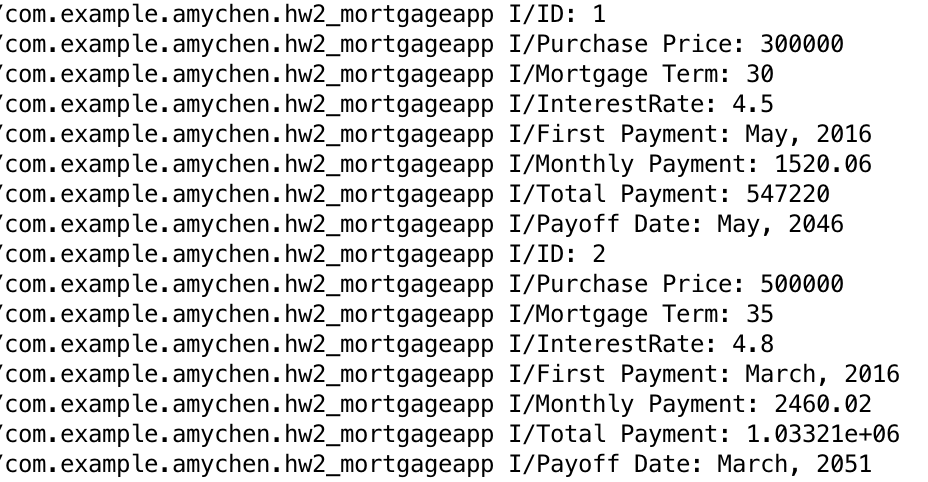 /com.example.amychen.hw2_mortgageapp I/ID: 1
/com.example.amychen.hw2_mortgageapp I/Purchase Price: 300000
/com.example.amychen.hw2_mortgageapp I/Mortgage Term: 30
/com.example.amychen.hw2_mortgageapp I/InterestRate: 4.5
/com.example.amychen.hw2_mortgageapp I/First Payment: May, 2016
/com.example.amychen.hw2_mortgageapp I/Monthly Payment: 1520.06
/com.example.amychen.hw2_mortgageapp I/Total Payment: 547220
/com.example.amychen.hw2_mortgageapp I/Payoff Date: May, 2046
/com.example.amychen.hw2_mortgageapp I/ID: 2
/com.example.amychen.hw2_mortgageapp I/Purchase Price: 500000
/com.example.amychen.hw2_mortgageapp I/Mortgage Term: 35
/com.example.amychen.hw2_mortgageapp I/InterestRate: 4.8
/com.example.amychen.hw2_mortgageapp I/First Payment: March, 2016
/com.example.amychen.hw2_mortgageapp I/Monthly Payment: 2460.02
/com.example.amychen.hw2_mortgageapp I/Total Payment: 1.03321e+06
/com.example.amychen.hw2_mortgageapp I/Payoff Date: March, 2051